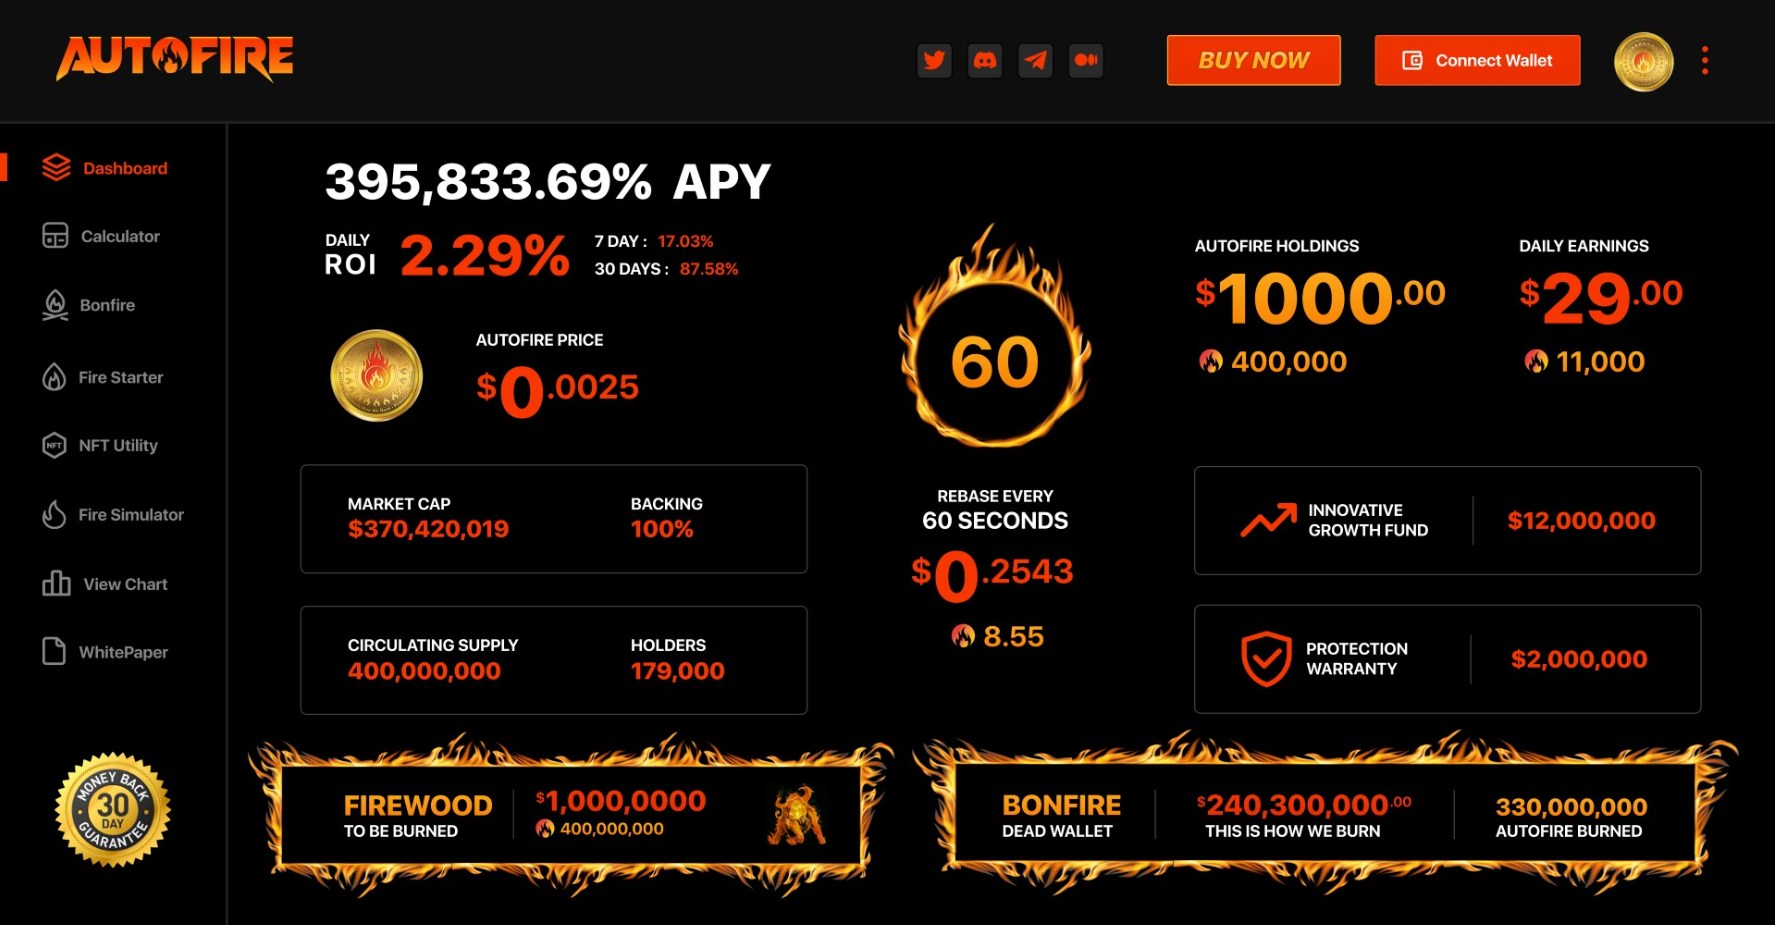 AUTOFIRE
BUY NOW
Connect Wallet
Dashboard
Calculator
Bonfire
Fire Starter
NFT
NFT Utility
Fire Simulator
View Chart
WhitePaper
MONEY BACK
30
DAY
GUARANTEE
395,833.69% APY
DAILY
ROI
2.29%
7 DAY : 17.03%
30 DAYS : 87.58%
AUTOFIRE PRICE
$0.0025
MARKET CAP
$370,420,019
BACKING
100%
CIRCULATING SUPPLY
400,000,000
HOLDERS
179,000
60
REBASE EVERY
60 SECONDS
$0.2543
8.55
AUTOFIRE HOLDINGS
$1000.00
400,000
DAILY EARNINGS
$29.00
11,000
INNOVATIVE
GROWTH FUND
$12,000,000
PROTECTION
WARRANTY
$2,000,000
FIREWOOD
TO BE BURNED
$1,000,0000
400,000,000
BONFIRE
DEAD WALLET
$240,300,000.00
THIS IS HOW WE BURN
330,000,000
AUTOFIRE BURNED